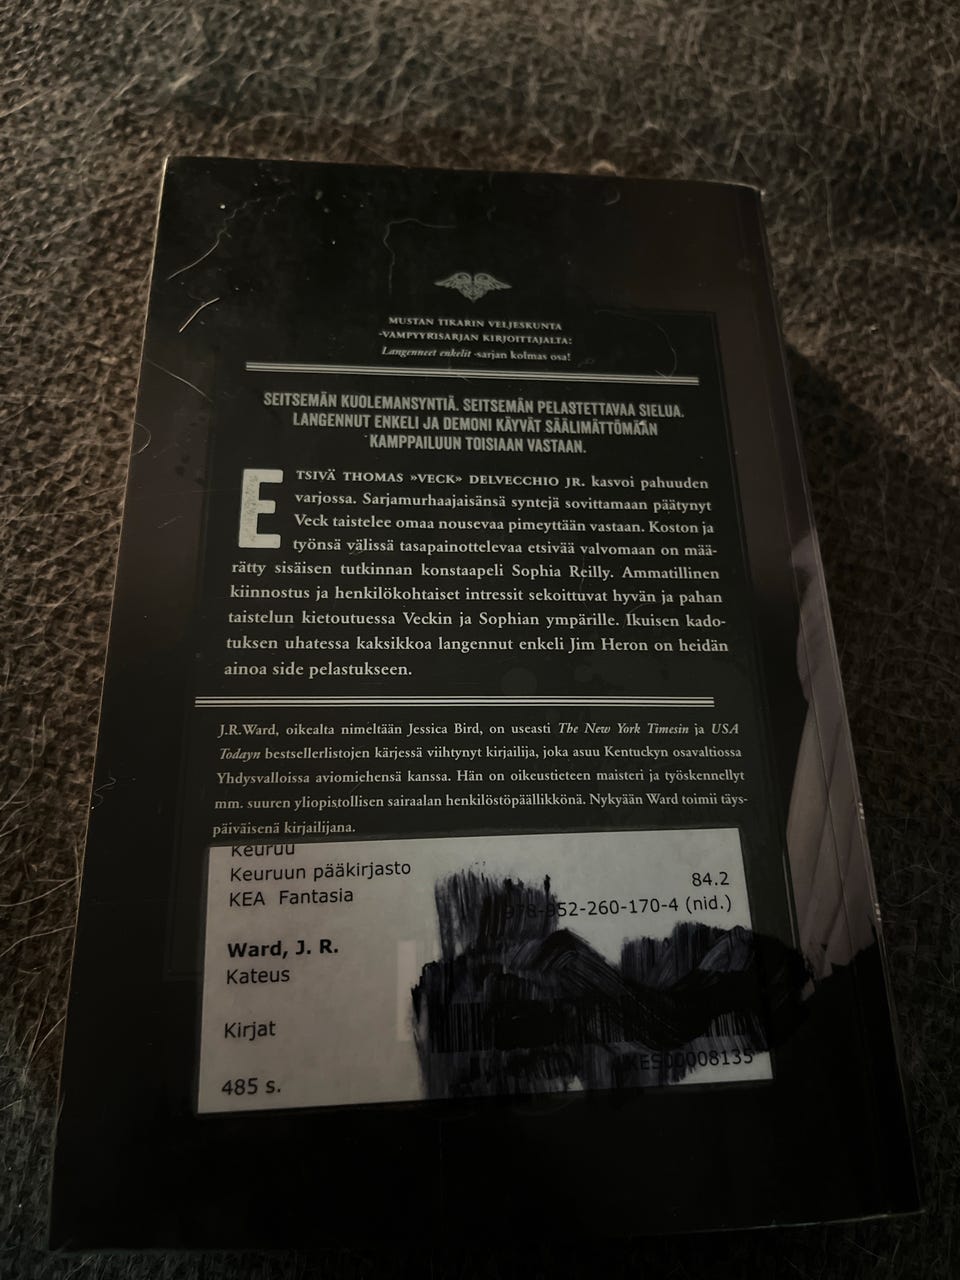 MUSTAN TIKARIN VELJESKUNTA
-VAMPYYRISARJAN KIRJOITTAJALTA:
Langenneet enkelit -sarjan kolmas osa!
SEITSEMÄN KUOLEMANSYNTIÄ. SEITSEMÄN PELASTETTAVAA SIELUA.
LANGENNUT ENKELI JA DEMONI KÄYVÄT SÄÄLIMÄTTÖMÄÄN
KAMPPAILUUN TOISIAAN VASTAAN.
ETSIVÄ THOMAS »VECK» DELVECCHIO JR. kasvoi pahuuden
varjossa. Sarjamurhaajaisänsä syntejä sovittamaan päätynyt
Veck taistelee omaa nousevaa pimeyttään vastaan. Koston ja
työnsä välissä tasapainottelevaa etsivää valvomaan on mää-
rätty sisäisen tutkinnan konstaapeli Sophia Reilly. Ammatillinen
kiinnostus ja henkilökohtaiset intressit sekoittuvat hyvän ja pahan
taistelun kietoutuessa Veckin ja Sophian ympärille. Ikuisen kado-
tuksen uhatessa kaksikkoa langennut enkeli Jim Heron on heidän
ainoa side pelastukseen.
J.R.Ward, oikealta nimeltään Jessica Bird, on useasti The New York Timesin ja USA
Todayn bestsellerlistojen kärjessä viihtynyt kirjailija, joka asuu Kentuckyn osavaltiossa
Yhdysvalloissa aviomiehensä kanssa. Hän on oikeustieteen maisteri ja työskennellyt
mm. suuren yliopistollisen sairaalan henkilöstöpäällikkönä. Nykyään Ward toimii täys-
päiväisenä kirjailijana.
Keuruu
Keuruun pääkirjasto
KEA Fantasia
84.2
978-952-260-170-4 (nid.)
Ward, J. R.
Kateus
Kirjat
KES00008135
485 s.